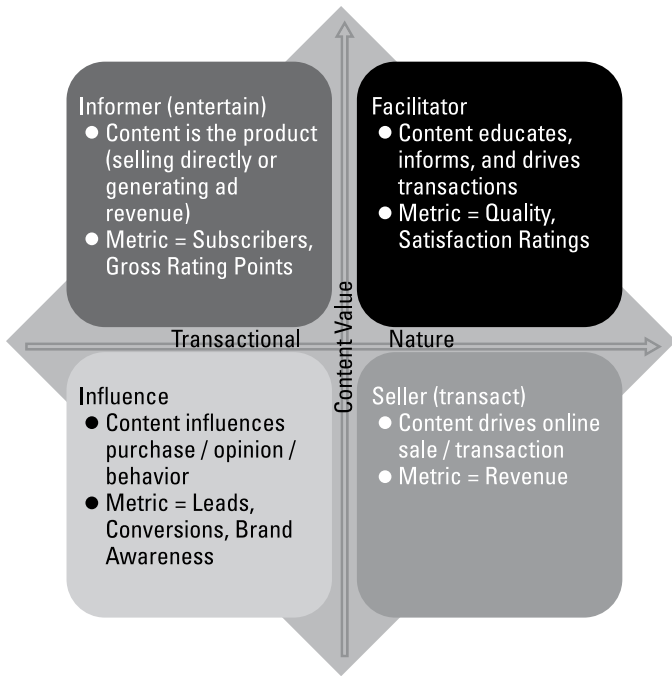 Informer (entertain)
● Content is the product
(selling directly or
generating ad
revenue)
● Metric = Subscribers,
Gross Rating Points
Facilitator
● Content educates,
informs, and drives
transactions
● Metric = Quality,
Satisfaction Ratings
Transactional Nature
Content Value
Influence
● Content influences
purchase / opinion /
behavior
● Metric = Leads,
Conversions, Brand
Awareness
Seller (transact)
● Content drives online
sale / transaction
● Metric = Revenue